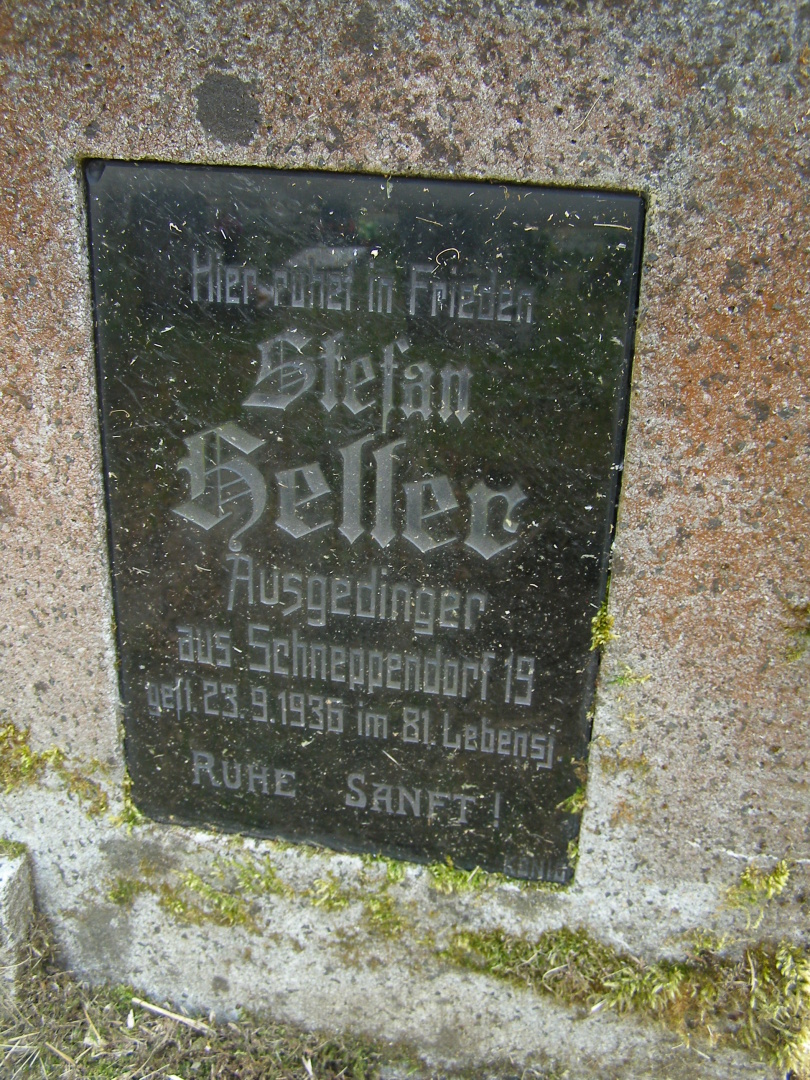 Hier ruhet in Frieden
Stefan
Heller
Ausgedinger
aus Schneppendorf 19
gest 23.9.1936 im 81. Lebensj.
RUHE SANFT!